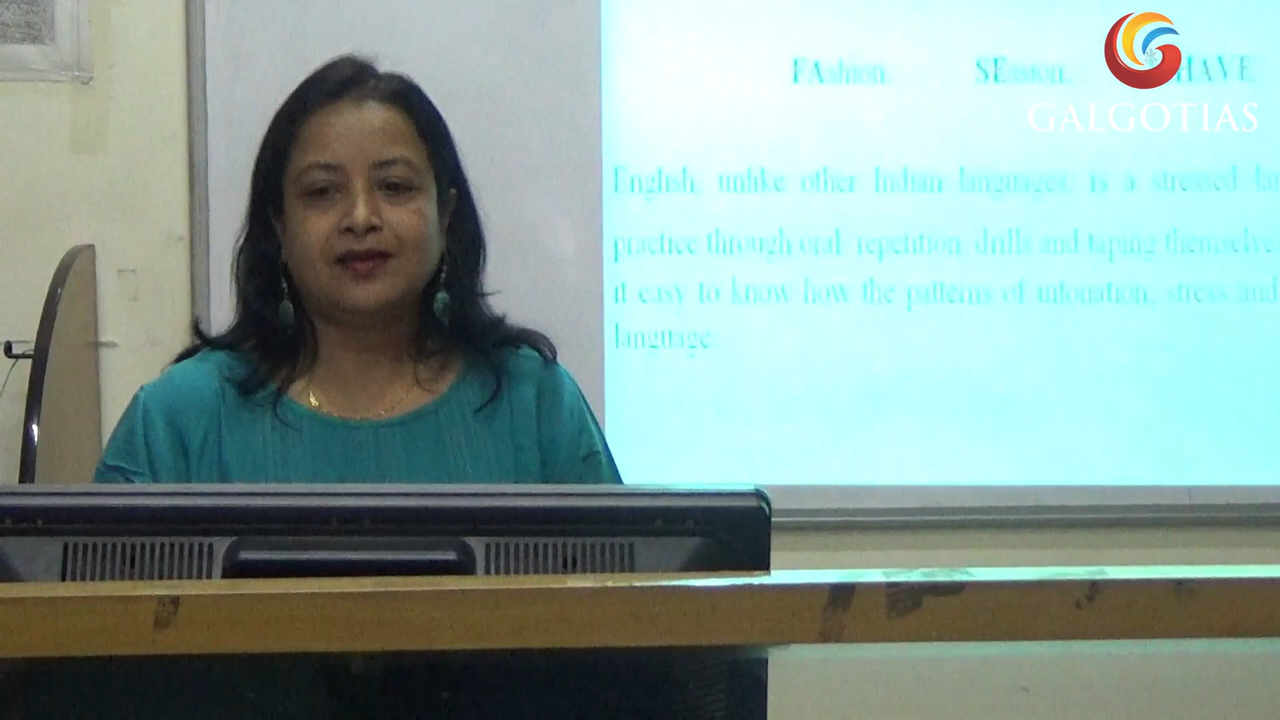 FAshion SEssion HAVE
GALGOTIAS
English, unlike other Indian languages, is a stressed
practice through oral repetition, drills and taping
it easy to know how the patterns of intonation, stress and
language